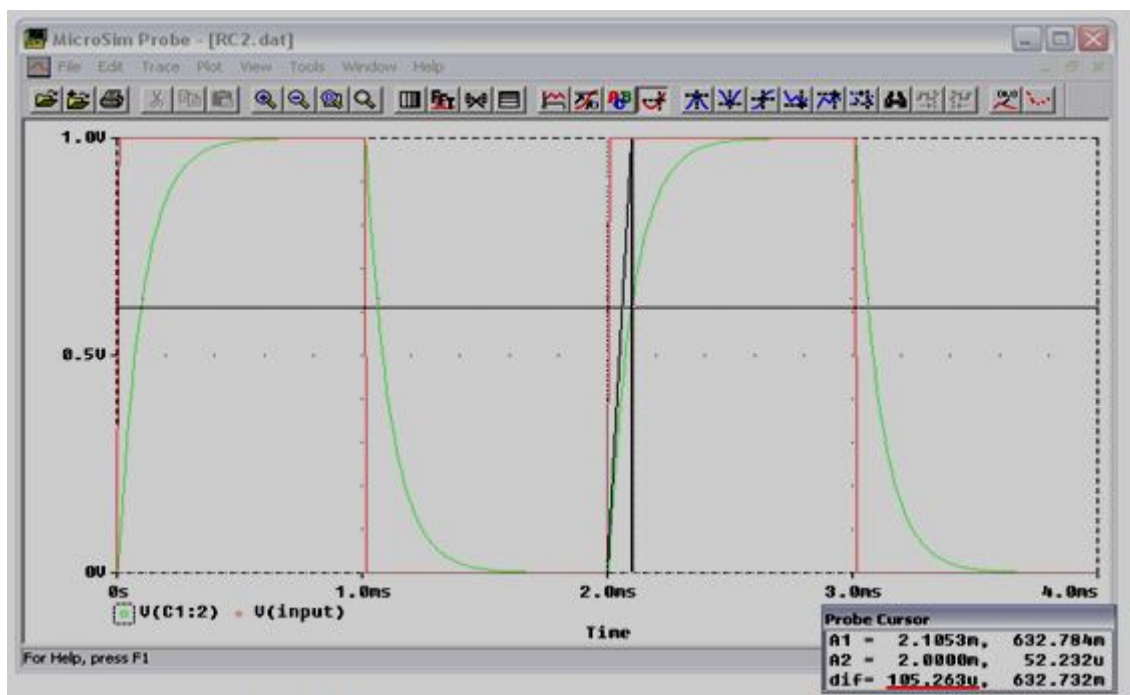 MicroSim Probe - [RC2.dat]
File Edit Trace Plot View Tools Window Help
1.0V
0.5V
0V
0s 1.0ms 2.0ms 3.0ms 4.0ms
V(C1:2) V(input)
Time
Probe Cursor
A1 = 2.1053m, 632.784m
A2 = 2.0000m, 52.232u
dif= 105.263u, 632.732m
For Help, press F1